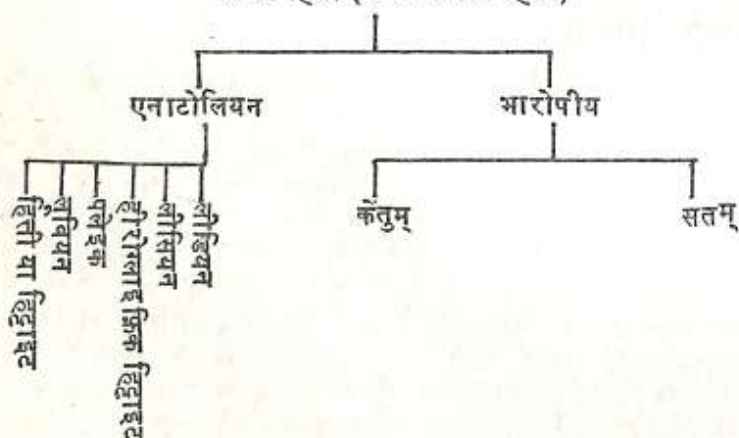 एनाटोलियन
भारोपीय
हित्ती या हिट्टाइट
लूवियन
पलेइक
हीरोग्लाइफ़िक हिट्टाइट
लीसियन
लीडियन
केंतुम्
सतम्